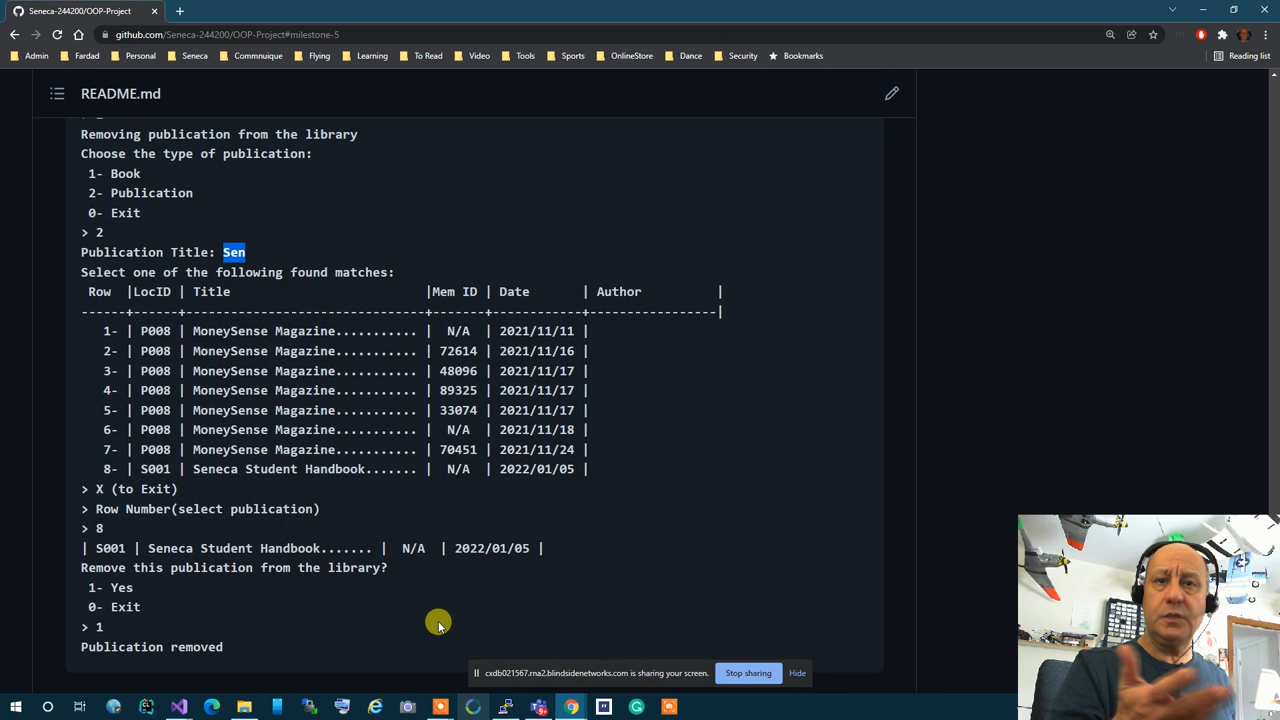 Seneca-244200/OOP-Project
github.com/Seneca-244200/OOP-Project#milestone-5
Admin Fardad Personal Seneca Commnuique Flying Learning To Read Video Tools Sports OnlineStore Dance Security Bookmarks Reading list
README.md
Removing publication from the library
Choose the type of publication:
1- Book
2- Publication
0- Exit
> 2
Publication Title: Sen
Select one of the following found matches:
Row |LocID | Title |Mem ID | Date | Author |
------+------+--------------------------------+-------+------------+-----------------|
1- | P008 | MoneySense Magazine........... | N/A | 2021/11/11 |
2- | P008 | MoneySense Magazine........... | 72614 | 2021/11/16 |
3- | P008 | MoneySense Magazine........... | 48096 | 2021/11/17 |
4- | P008 | MoneySense Magazine........... | 89325 | 2021/11/17 |
5- | P008 | MoneySense Magazine........... | 33074 | 2021/11/17 |
6- | P008 | MoneySense Magazine........... | N/A | 2021/11/18 |
7- | P008 | MoneySense Magazine........... | 70451 | 2021/11/24 |
8- | S001 | Seneca Student Handbook....... | N/A | 2022/01/05 |
> X (to Exit)
> Row Number(select publication)
> 8
| S001 | Seneca Student Handbook....... | N/A | 2022/01/05 |
Remove this publication from the library?
1- Yes
0- Exit
> 1
Publication removed
cxdb021567.rna2.blindsidenetworks.com is sharing your screen. Stop sharing Hide